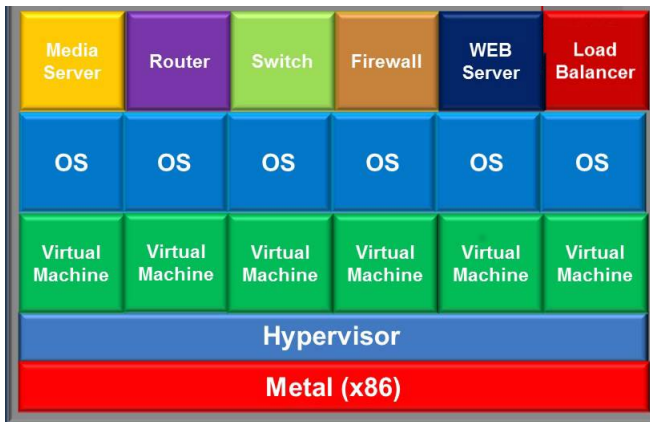 Media
Server
Router
Switch
Firewall
WEB
Server
Load
Balancer
OS
OS
OS
OS
OS
OS
Virtual
Machine
Virtual
Machine
Virtual
Machine
Virtual
Machine
Virtual
Machine
Virtual
Machine
Hypervisor
Metal (x86)